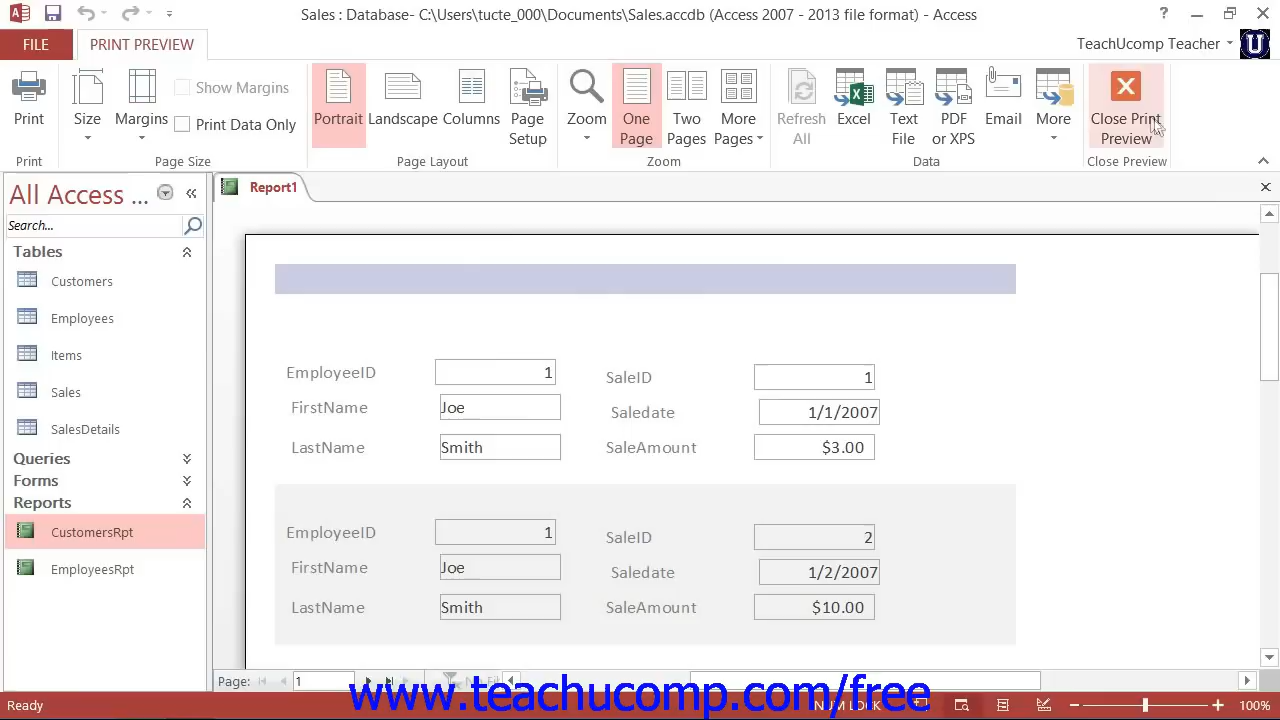 Sales : Database- C:\Users\tucte_000\Documents\Sales.accdb (Access 2007 - 2013 file format) - Access
FILE
PRINT PREVIEW
TeachUcomp Teacher
Print
Size
Margins
Show Margins
Print Data Only
Portrait
Landscape
Columns
Page
Setup
Zoom
One
Page
Two
Pages
More
Pages
Refresh
All
Excel
Text
File
PDF
or XPS
Email
More
Close Print
Preview
Print
Page Size
Page Layout
Zoom
Data
Close Preview
All Access ...
Search...
Tables
Customers
Employees
Items
Sales
SalesDetails
Queries
Forms
Reports
CustomersRpt
EmployeesRpt
Report1
EmployeeID 1 SaleID 1
FirstName Joe Saledate 1/1/2007
LastName Smith SaleAmount $3.00
EmployeeID 1 SaleID 2
FirstName Joe Saledate 1/2/2007
LastName Smith SaleAmount $10.00
Page: 1
www.teachucomp.com/free
Ready
NUM LOCK
100%